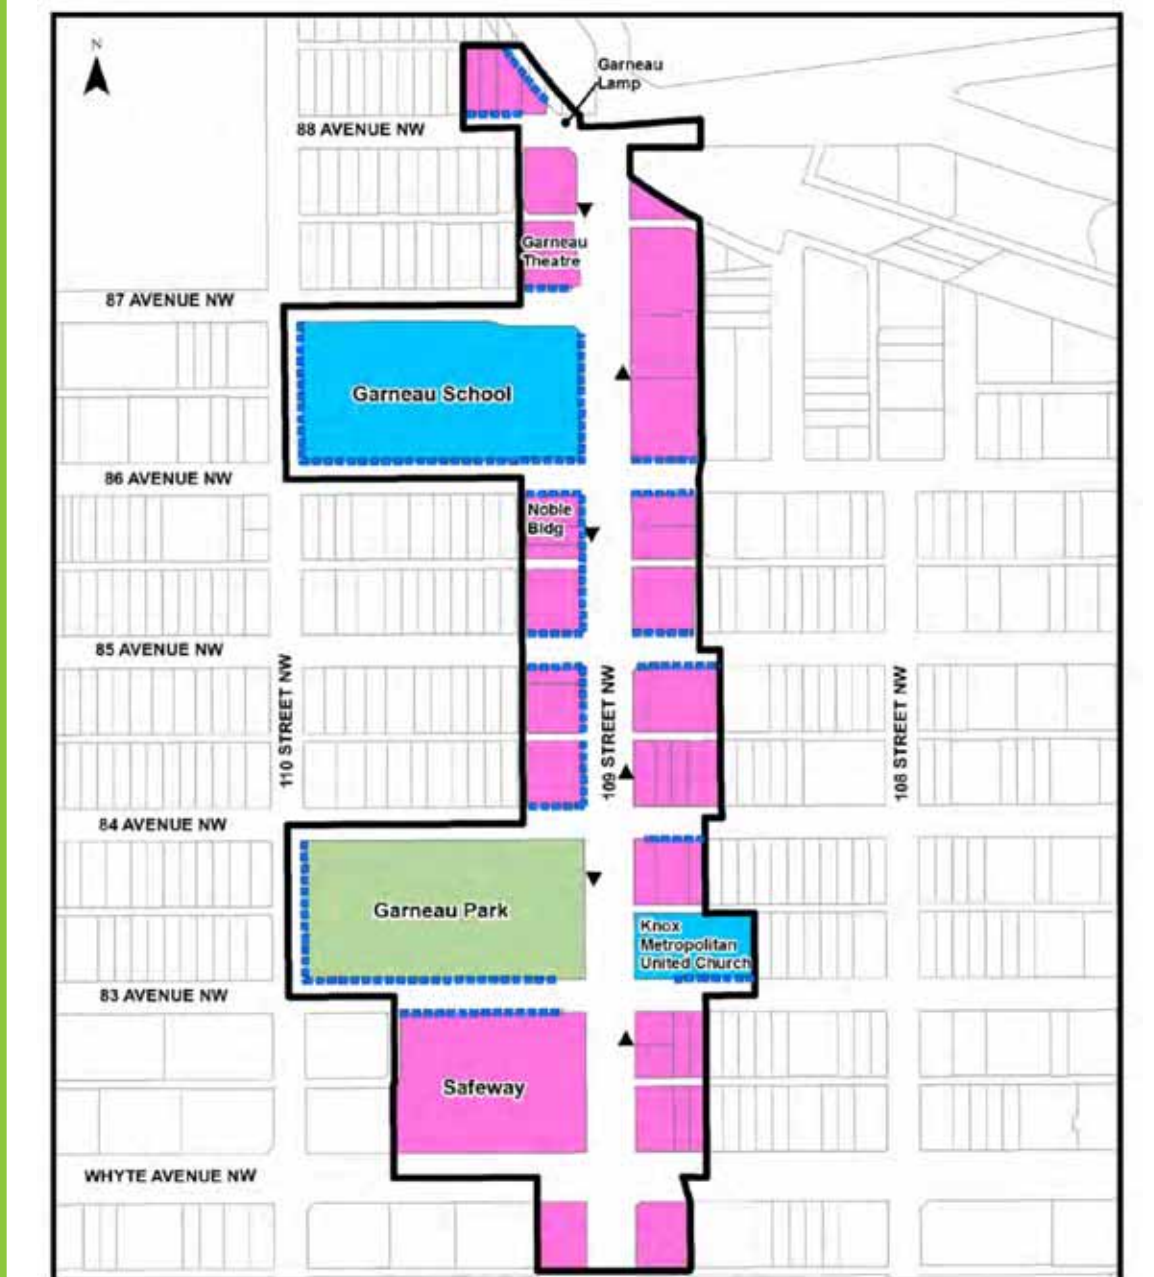 N
Garneau
Lamp
88 AVENUE NW
Garneau
Theatre
87 AVENUE NW
Garneau School
86 AVENUE NW
Noble
Bldg
85 AVENUE NW
110 STREET NW
109 STREET NW
108 STREET NW
84 AVENUE NW
Garneau Park
Knox
Metropolitan
United Church
83 AVENUE NW
Safeway
WHYTE AVENUE NW